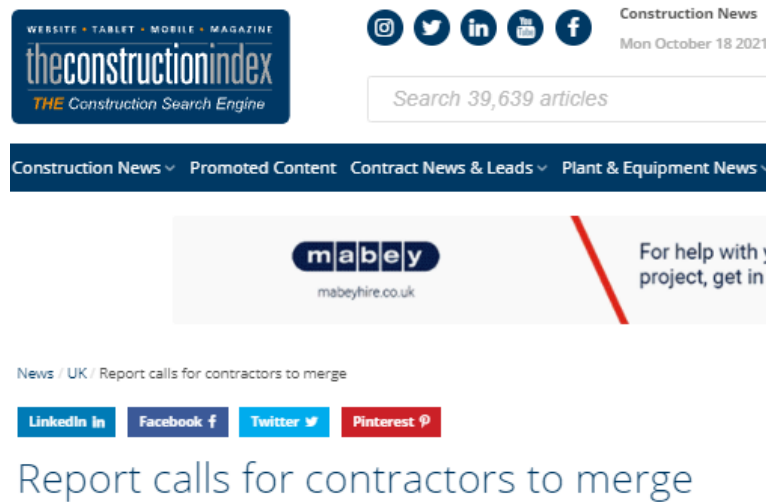 WEBSITE • TABLET • MOBILE • MAGAZINE
theconstructionindex
THE Construction Search Engine
You
Tube
Construction News
Mon October 18 2021
Search 39,639 articles
Construction News Promoted Content Contract News & Leads Plant & Equipment News
mabey
mabeyhire.co.uk
For help with
project, get in
News / UK / Report calls for contractors to merge
LinkedIn in Facebook f Twitter Pinterest
Report calls for contractors to merge